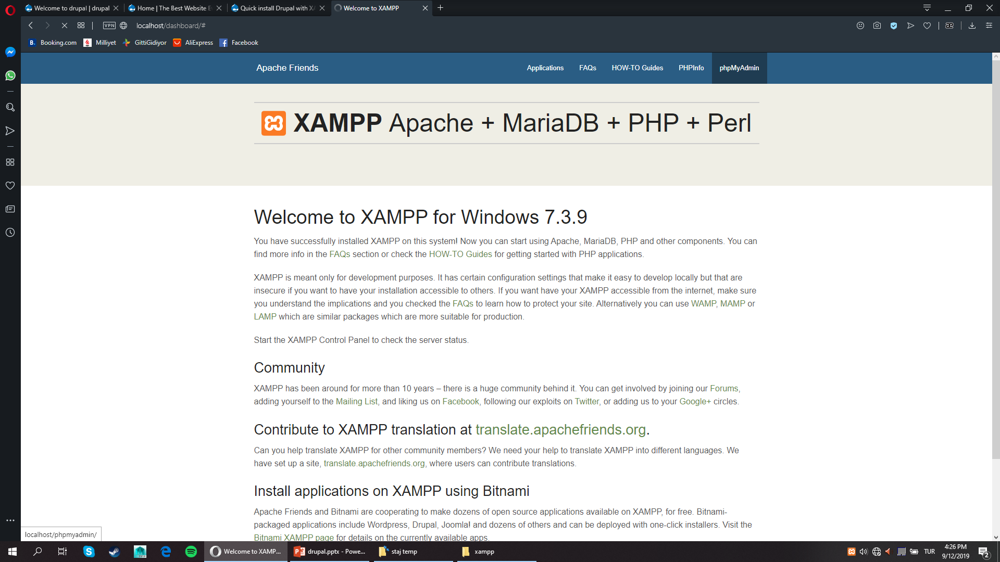 Welcome to drupal | drupal
Home | The Best Website
Quick install Drupal with
Welcome to XAMPP
VPN
localhost/dashboard/#
B.
Booking.com
Milliyet
GittiGidiyor
AliExpress
Facebook
Apache Friends
Applications
FAQs
HOW-TO Guides
PHPInfo
phpMyAdmin
XAMPP Apache + MariaDB + PHP + Perl
Welcome to XAMPP for Windows 7.3.9
You have successfully installed XAMPP on this system! Now you can start using Apache, MariaDB, PHP and other components. You can
find more info in the FAQs section or check the HOW-TO Guides for getting started with PHP applications.
XAMPP is meant only for development purposes. It has certain configuration settings that make it easy to develop locally but that are
insecure if you want to have your installation accessible to others. If you want have your XAMPP accessible from the internet, make sure
you understand the implications and you checked the FAQs to learn how to protect your site. Alternatively you can use WAMP, MAMP or
LAMP which are similar packages which are more suitable for production.
Start the XAMPP Control Panel to check the server status.
Community
XAMPP has been around for more than 10 years – there is a huge community behind it. You can get involved by joining our Forums,
adding yourself to the Mailing List, and liking us on Facebook, following our exploits on Twitter, or adding us to your Google+ circles.
Contribute to XAMPP translation at translate.apachefriends.org.
Can you help translate XAMPP for other community members? We need your help to translate XAMPP into different languages. We
have set up a site, translate.apachefriends.org, where users can contribute translations.
Install applications on XAMPP using Bitnami
Apache Friends and Bitnami are cooperating to make dozens of open source applications available on XAMPP, for free. Bitnami-
packaged applications include Wordpress, Drupal, Joomla! and dozens of others and can be deployed with one-click installers. Visit the
Bitnami XAMPP page for details on the currently available apps.
localhost/phpmyadmin/
Welcome to XAMP...
drupal.pptx - Powe...
staj temp
xampp
TUR
4:26 PM
9/12/2019
2